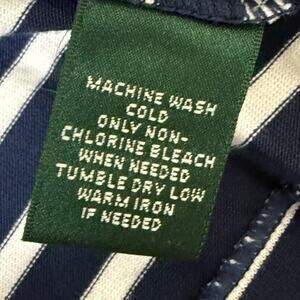 MACHINE WASH
COLD
ONLY NON-
CHLORINE BLEACH
WHEN NEEDED
TUMBLE DRY LOW
WARM IRON
IF NEEDED